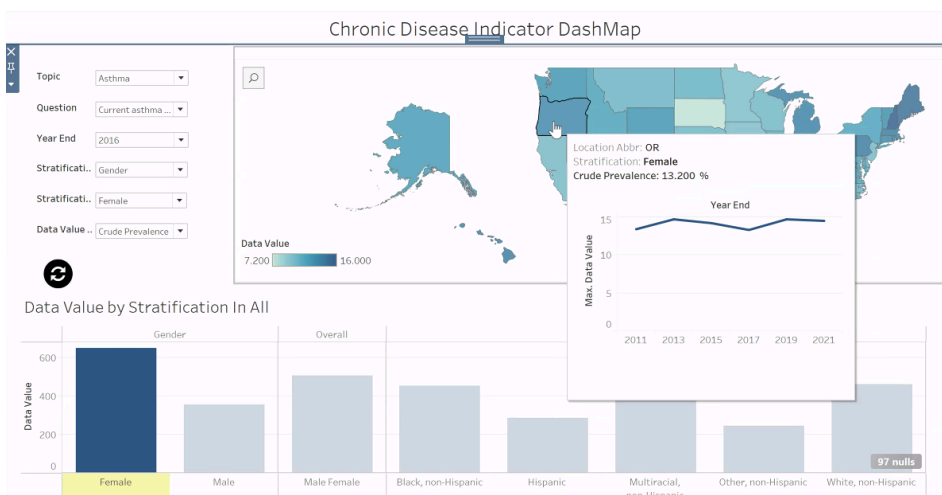 Chronic Disease Indicator DashMap
Topic
Asthma
Question
Current asthma ...
Year End
2016
Stratificati..
Gender
Stratificati..
Female
Data Value ..
Crude Prevalence
Data Value
7.200
16.000
Location Abbr: OR
Stratification: Female
Crude Prevalence: 13.200 %
Year End
Max. Data Value
15
10
5
0
2011 2013 2015 2017 2019 2021
Data Value by Stratification In All
Gender
Overall
Data Value
600
400
200
0
97 nulls
Female
Male
Male Female
Black, non-Hispanic
Hispanic
Multiracial,
non-Hispanic
Other, non-Hispanic
White, non-Hispanic